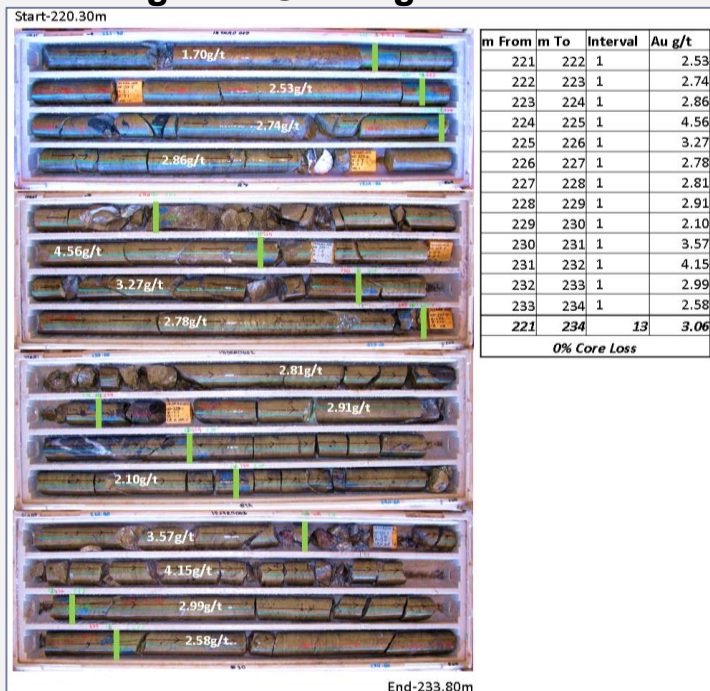 Start-220.30m
1.70g/t
2.53g/t
2.74g/t
2.86g/t
4.56g/t
3.27g/t
2.78g/t
2.81g/t
2.91g/t
2.10g/t
3.57g/t
4.15g/t
2.99g/t
2.58g/t
End-233.80m
m From m To Interval Au g/t
221 222 1 2.53
222 223 1 2.74
223 224 1 2.86
224 225 1 4.56
225 226 1 3.27
226 227 1 2.78
227 228 1 2.81
228 229 1 2.91
229 230 1 2.10
230 231 1 3.57
231 232 1 4.15
232 233 1 2.99
233 234 1 2.58
221 234 13 3.06
0% Core Loss